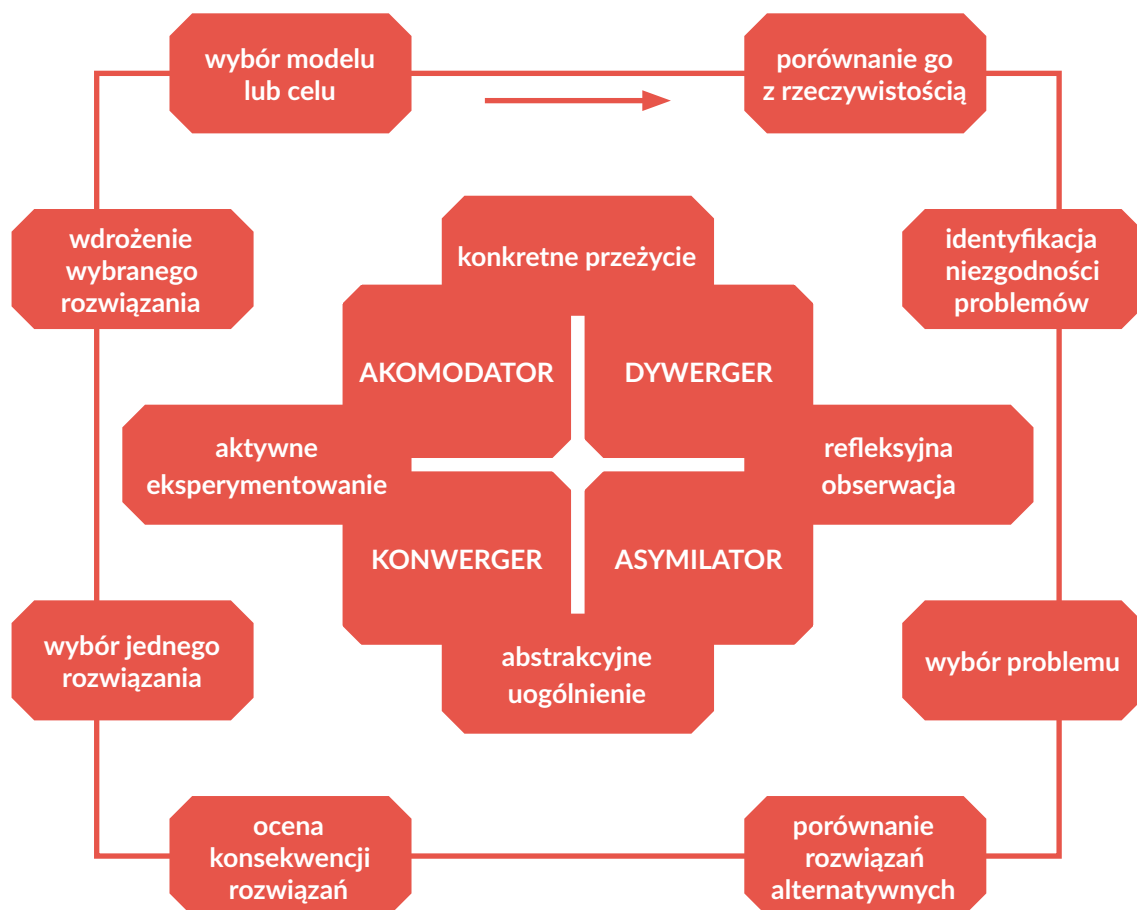 wybór modelu
lub celu
porównanie go
z rzeczywistością
wdrożenie
wybranego
rozwiązania
konkretne przeżycie
identyfikacja
niezgodności
problemów
AKOMODATOR
DYWERGER
aktywne
eksperymentowanie
refleksyjna
obserwacja
KONWERGER
ASYMILATOR
wybór jednego
rozwiązania
abstrakcyjne
uogólnienie
wybór problemu
ocena
konsekwencji
rozwiązań
porównanie
rozwiązań
alternatywnych